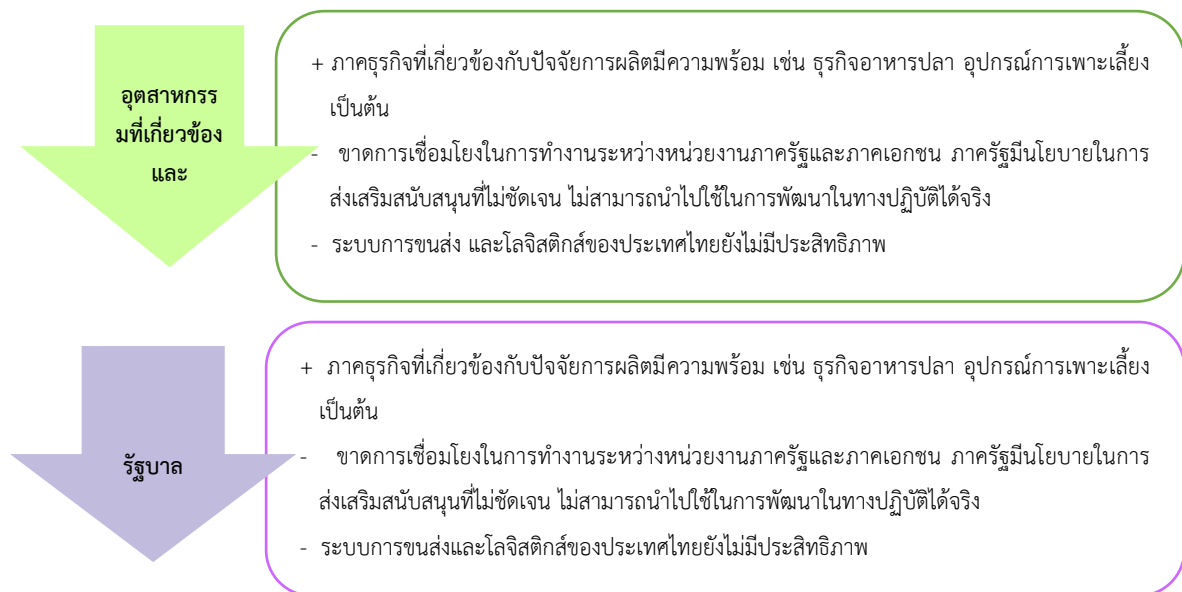 อุตสาหกรร
มที่เกี่ยวข้อง
และ
+ ภาคธุรกิจที่เกี่ยวข้องกับปัจจัยการผลิตมีความพร้อม เช่น ธุรกิจอาหารปลา อุปกรณ์การเพาะเลี้ยง
เป็นต้น
- ขาดการเชื่อมโยงในการทำงานระหว่างหน่วยงานภาครัฐและภาคเอกชน ภาครัฐมีนโยบายในการ
ส่งเสริมสนับสนุนที่ไม่ชัดเจน ไม่สามารถนำไปใช้ในการพัฒนาในทางปฏิบัติได้จริง
- ระบบการขนส่ง และโลจิสติกส์ของประเทศไทยยังไม่มีประสิทธิภาพ
รัฐบาล
+ ภาคธุรกิจที่เกี่ยวข้องกับปัจจัยการผลิตมีความพร้อม เช่น ธุรกิจอาหารปลา อุปกรณ์การเพาะเลี้ยง
เป็นต้น
- ขาดการเชื่อมโยงในการทำงานระหว่างหน่วยงานภาครัฐและภาคเอกชน ภาครัฐมีนโยบายในการ
ส่งเสริมสนับสนุนที่ไม่ชัดเจน ไม่สามารถนำไปใช้ในการพัฒนาในทางปฏิบัติได้จริง
- ระบบการขนส่งและโลจิสติกส์ของประเทศไทยยังไม่มีประสิทธิภาพ